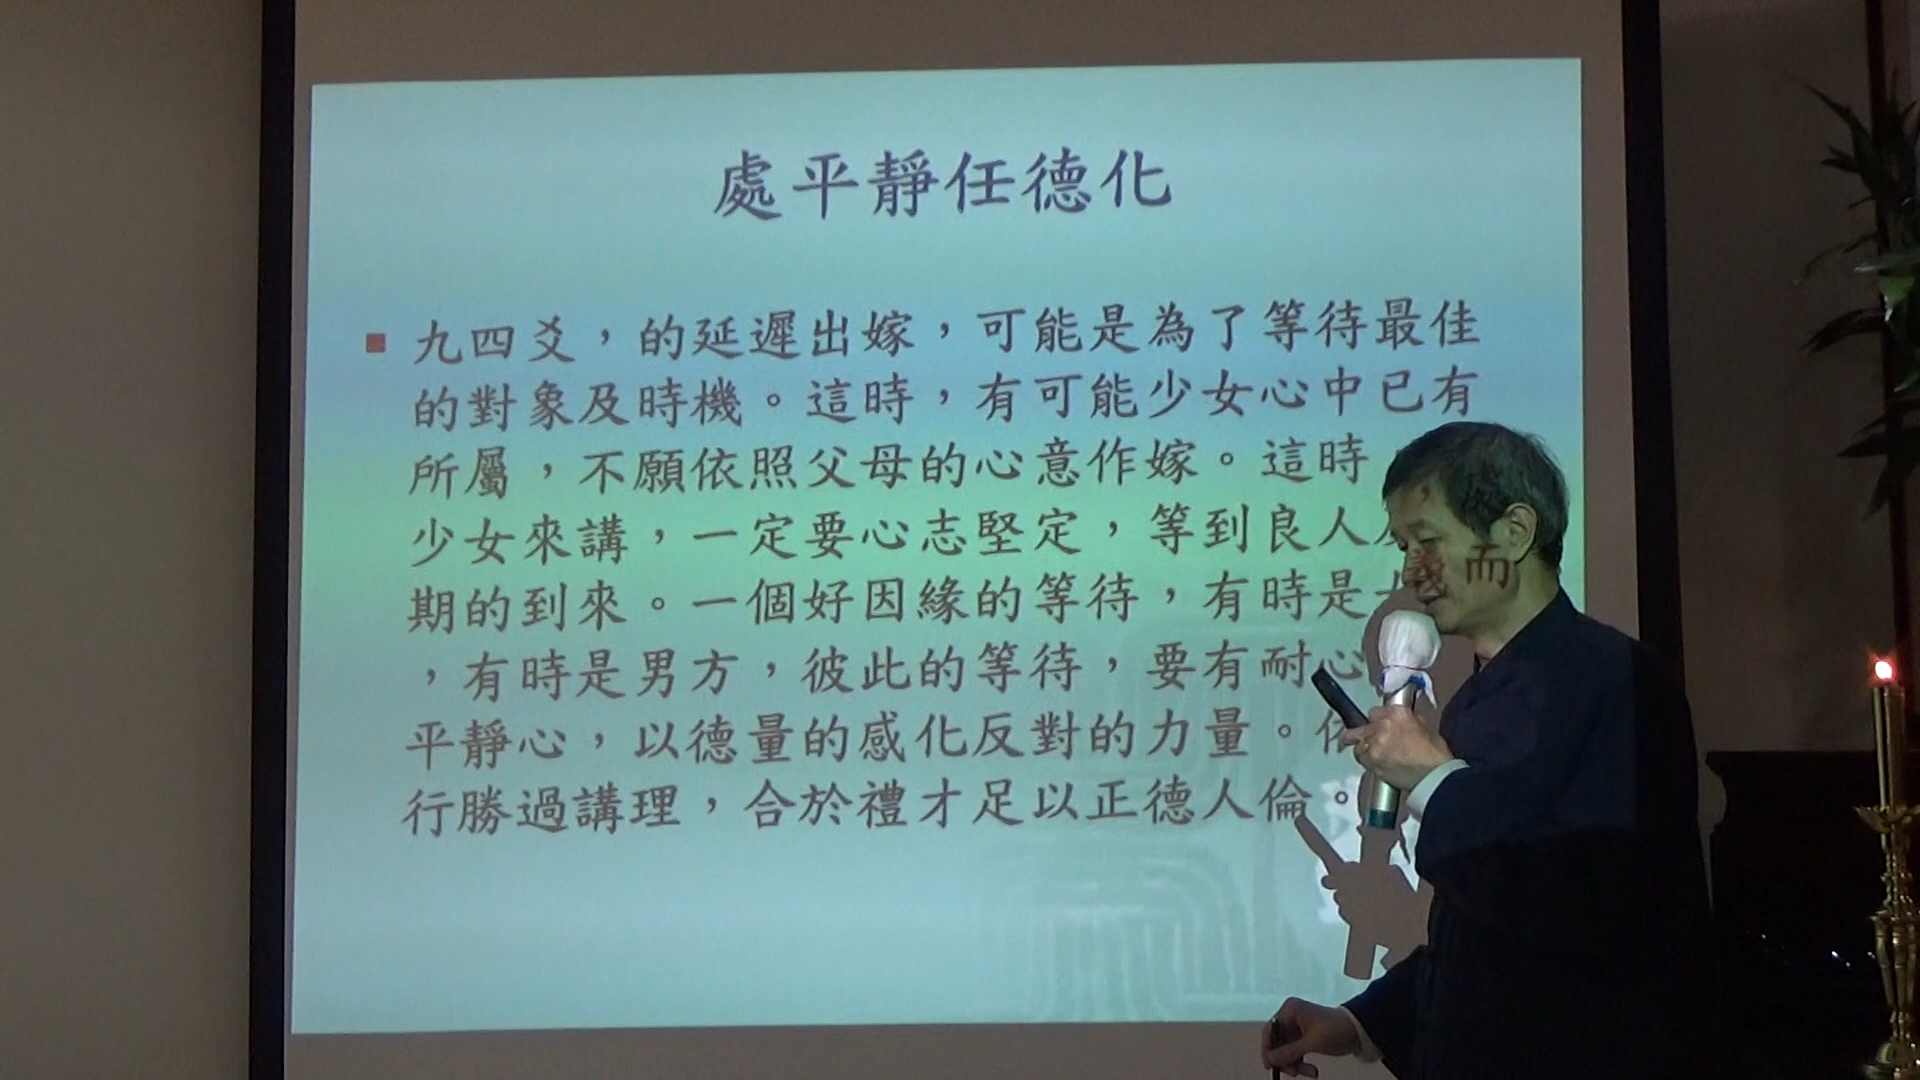 處平靜任德化
九四爻，的延遲出嫁，可能是為了等待最佳
的對象及時機。這時，有可能少女心中已有
所屬，不願依照父母的心意作嫁。這時
少女來講，一定要心志堅定，等到良人
期的到來。一個好因緣的等待，有時是
，有時是男方，彼此的等待，要有耐心
平靜心，以德量的感化反對的力量。
行勝過講理，合於禮才足以正德人倫。
而